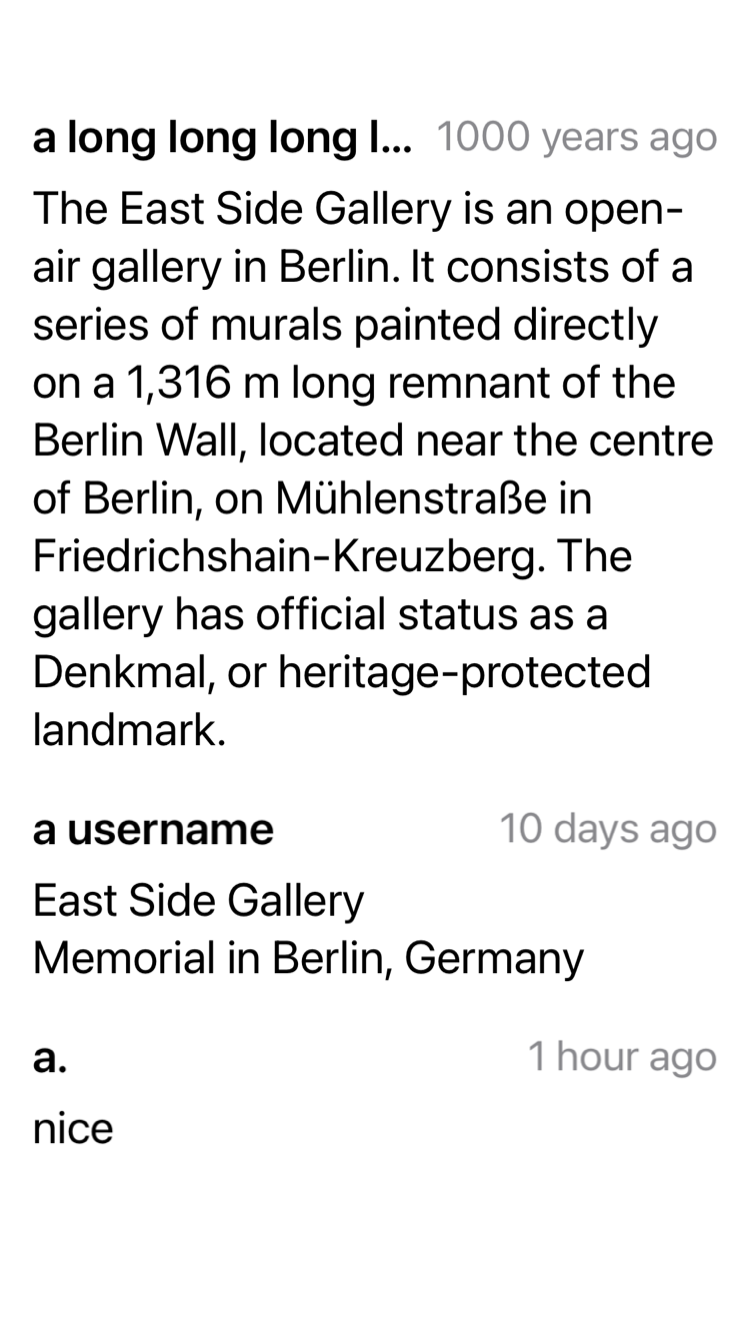 a long long long l... 1000 years ago
The East Side Gallery is an open-
air gallery in Berlin. It consists of a
series of murals painted directly
on a 1,316 m long remnant of the
Berlin Wall, located near the centre
of Berlin, on Mühlenstraße in
Friedrichshain-Kreuzberg. The
gallery has official status as a
Denkmal, or heritage-protected
landmark.
a username 10 days ago
East Side Gallery
Memorial in Berlin, Germany
a. 1 hour ago
nice